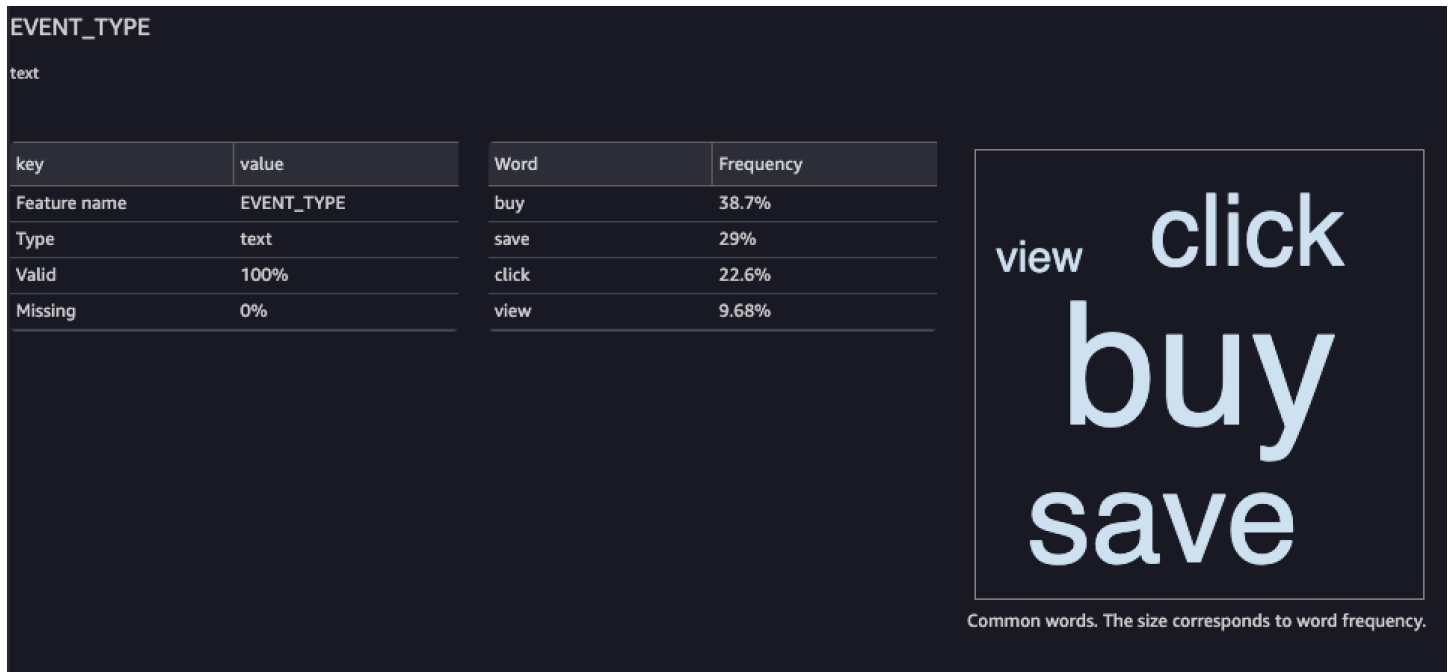 EVENT_TYPE
text
key value
Feature name EVENT_TYPE
Type text
Valid 100%
Missing 0%
Word Frequency
buy 38.7%
save 29%
click 22.6%
view 9.68%
click
view
buy
save
Common words. The size corresponds to word frequency.